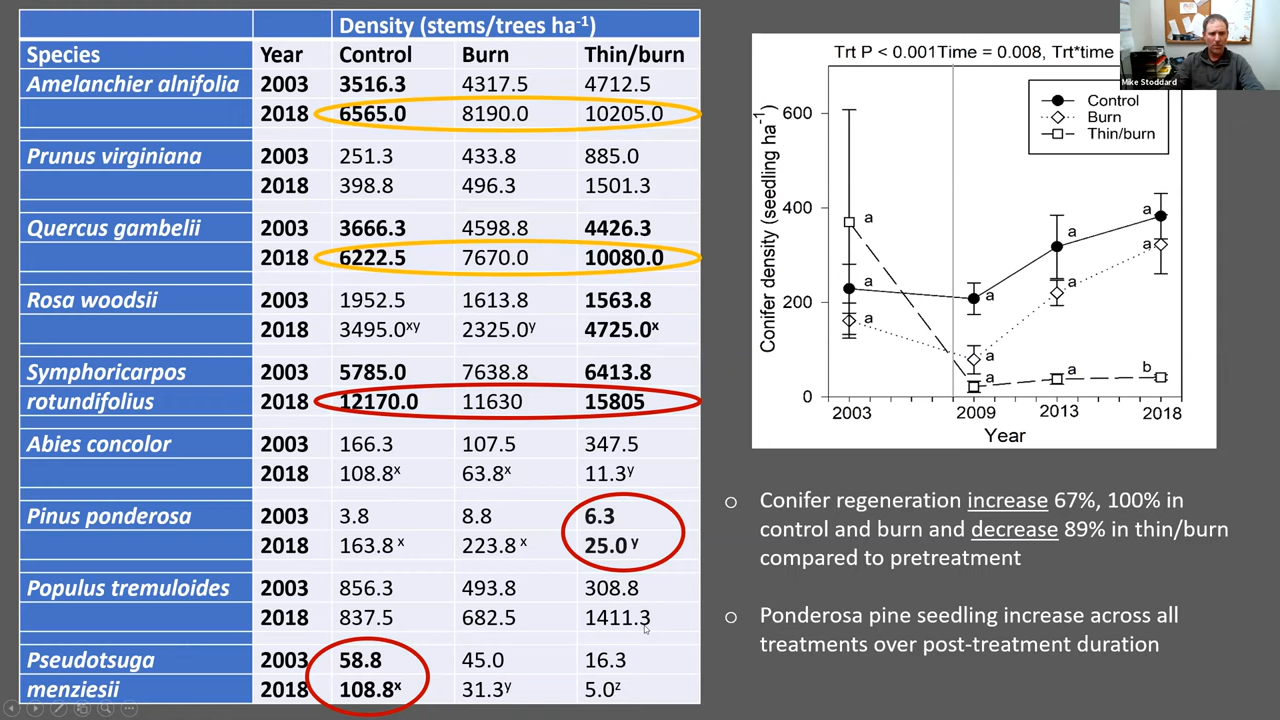 Density (stems/trees ha-1)
Species Year Control Burn Thin/burn
Amelanchier alnifolia 2003 3516.3 4317.5 4712.5
2018 6565.0 8190.0 10205.0
Prunus virginiana 2003 251.3 433.8 885.0
2018 398.8 496.3 1501.3
Quercus gambelii 2003 3666.3 4598.8 4426.3
2018 6222.5 7670.0 10080.0
Rosa woodsii 2003 1952.5 1613.8 1563.8
2018 3495.0xy 2325.0y 4725.0x
Symphoricarpos 2003 5785.0 7638.8 6413.8
rotundifolius 2018 12170.0 11630 15805
Abies concolor 2003 166.3 107.5 347.5
2018 108.8x 63.8x 11.3y
Pinus ponderosa 2003 3.8 8.8 6.3
2018 163.8 x 223.8 x 25.0 y
Populus tremuloides 2003 856.3 493.8 308.8
2018 837.5 682.5 1411.3
Pseudotsuga 2003 58.8 45.0 16.3
menziesii 2018 108.8x 31.3y 5.0z
Trt P < 0.001Time = 0.008, Trt*time
Mike Stoddard
Control
Burn
Thin/burn
Conifer density (seedling ha-1)
600
400
200
0
a a a a
a a a a
a a a b
2003 2009 2013 2018
Year
o Conifer regeneration increase 67%, 100% in
control and burn and decrease 89% in thin/burn
compared to pretreatment
o Ponderosa pine seedling increase across all
treatments over post-treatment duration